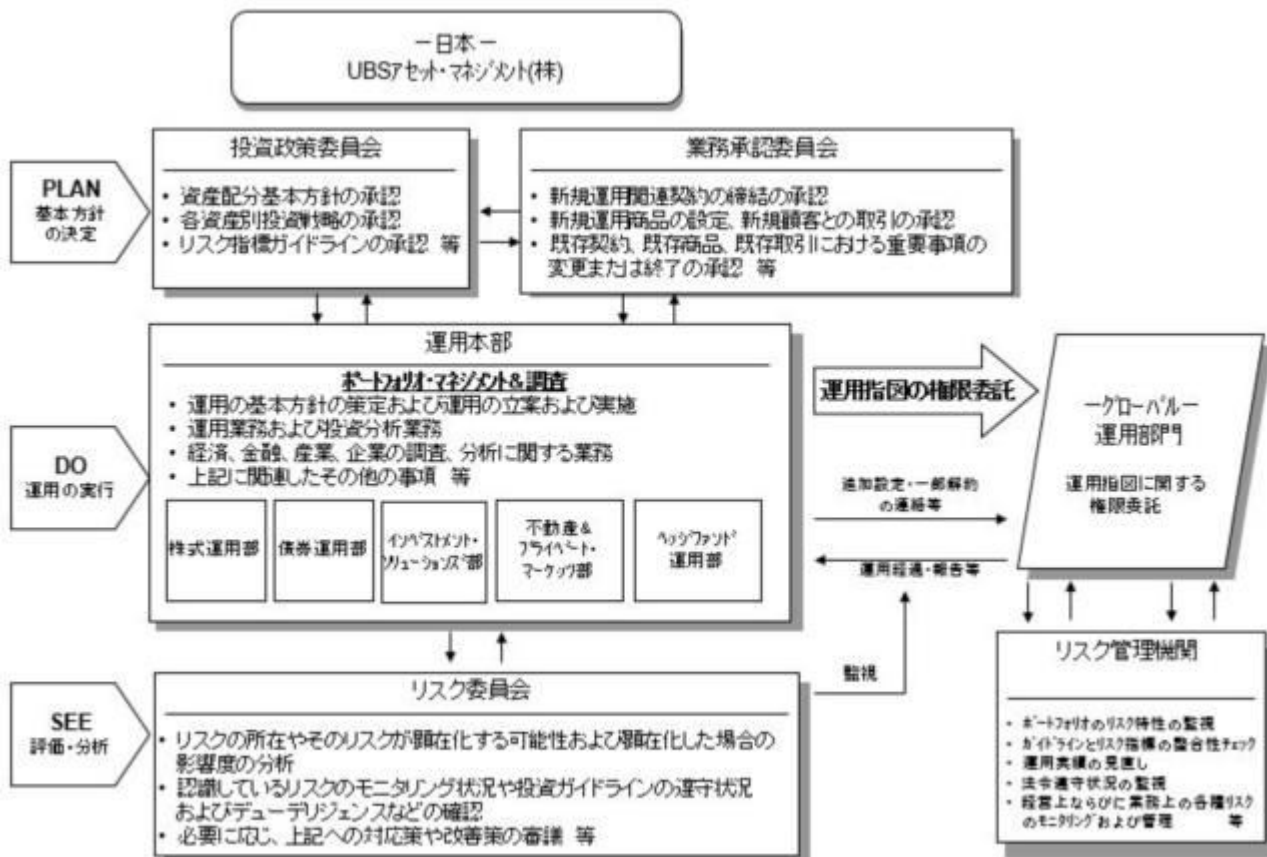 －日本－
UBSアセット・マネジメント(株)
PLAN
基本方針
の決定
投資政策委員会
・ 資産配分基本方針の承認
・ 各資産別投資戦略の承認
・ リスク指標ガイドラインの承認 等
業務承認委員会
・ 新規運用関連契約の締結の承認
・ 新規運用商品の設定、新規顧客との取引の承認
・ 既存契約、既存商品、既存取引における重要事項の
変更または終了の承認 等
DO
運用の実行
運用本部
ポートフォリオ・マネジメント&調査
・ 運用の基本方針の策定および運用の立案および実施
・ 運用業務および投資分析業務
・ 経済、金融、産業、企業の調査、分析に関する業務
・ 上記に関連したその他の事項 等
株式運用部
債券運用部
インベストメント・
ソリューションズ部
不動産&
プライベート・
マーケッツ部
ヘッジファンド
運用部
運用指図の権限委託
追加設定・一部解約
の連絡等
運用経過・報告等
－グローバル－
運用部門
運用指図に関する
権限委託
SEE
評価・分析
リスク委員会
・ リスクの所在やそのリスクが顕在化する可能性および顕在化した場合の
影響度の分析
・ 認識しているリスクのモニタリング状況や投資ガイドラインの遵守状況
およびデューデリジェンスなどの確認
・ 必要に応じ、上記への対応策や改善策の審議 等
監視
リスク管理機関
・ ポートフォリオのリスク特性の監視
・ ガイドラインとリスク指標の整合性チェック
・ 運用実績の見直し
・ 法令遵守状況の監視
・ 経営上ならびに業務上の各種リスク
のモニタリングおよび管理 等